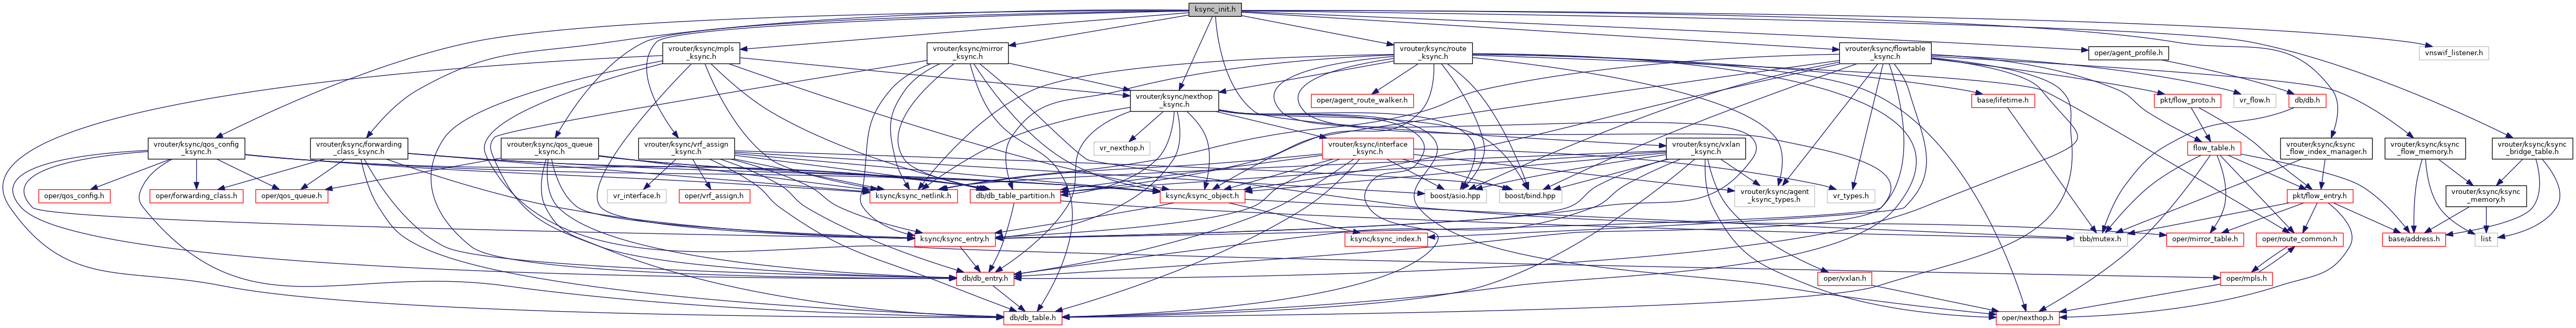 ksync_init.h
vrouter/ksync/mpls
_ksync.h
vrouter/ksync/mirror
_ksync.h
vrouter/ksync/route
_ksync.h
vrouter/ksync/flowtable
_ksync.h
oper/agent_profile.h
vnswif_listener.h
vrouter/ksync/nexthop
_ksync.h
oper/agent_route_walker.h
base/lifetime.h
pkt/flow_proto.h
vr_flow.h
db/db.h
vrouter/ksync/qos_config
_ksync.h
vrouter/ksync/forwarding
_class_ksync.h
vrouter/ksync/qos_queue
_ksync.h
vrouter/ksync/vrf_assign
_ksync.h
vr_nexthop.h
vrouter/ksync/interface
_ksync.h
vrouter/ksync/vxlan
_ksync.h
flow_table.h
vrouter/ksync/ksync
_flow_index_manager.h
vrouter/ksync/ksync
_flow_memory.h
vrouter/ksync/ksync
_bridge_table.h
oper/qos_config.h
oper/forwarding_class.h
oper/qos_queue.h
vr_interface.h
oper/vrf_assign.h
ksync/ksync_netlink.h
db/db_table_partition.h
ksync/ksync_object.h
boost/asio.hpp
boost/bind.hpp
vrouter/ksync/agent
_ksync_types.h
vr_types.h
pkt/flow_entry.h
vrouter/ksync/ksync
_memory.h
ksync/ksync_entry.h
ksync/ksync_index.h
tbb/mutex.h
oper/mirror_table.h
oper/route_common.h
base/address.h
list
db/db_entry.h
oper/vxlan.h
oper/mpls.h
db/db_table.h
oper/nexthop.h